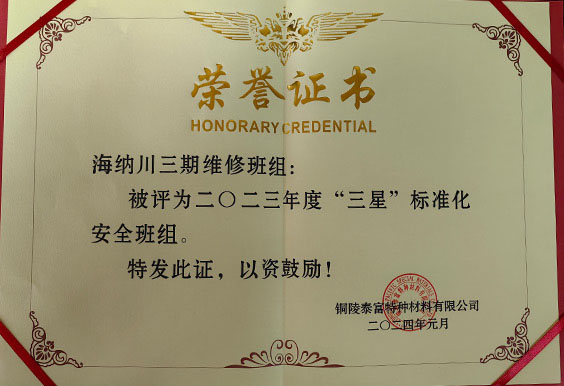 荣誉证书
HONORARY CREDENTIAL
海纳川三期维修班组：
被评为二〇二三年度“三星”标准化
安全班组。
特发此证，以资鼓励！
铜陵泰富特种材料有限公司
二〇二四年元月